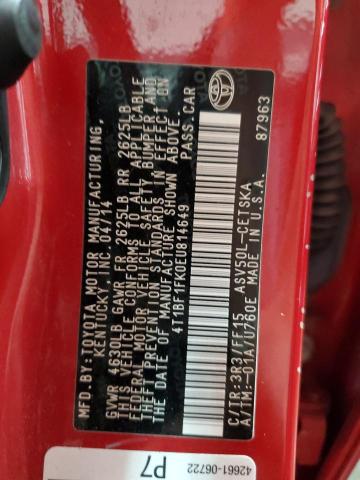 MFD. BY: TOYOTA MOTOR MANUFACTURING,
KENTUCKY, INC. 04/14
GVWR 4630LB GAWR FR 2625LB RR 2625LB
THIS VEHICLE CONFORMS TO ALL APPLICABLE
FEDERAL MOTOR VEHICLE SAFETY, BUMPER AND
THEFT PREVENTION STANDARDS IN EFFECT ON
THE DATE OF MANUFACTURE SHOWN ABOVE.
4T1BF1FK0EU814649 PASS.CAR
C/TR:3R3 /FF15 ASV50L-CETSKA
A/TM:-01A/U760E MADE IN U.S.A. 87963
42661-06722
P7